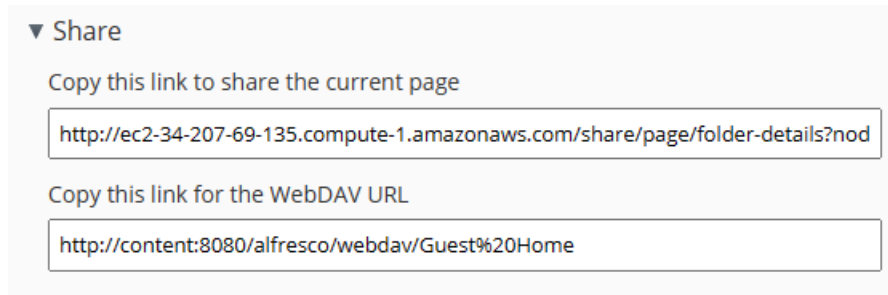 Share
Copy this link to share the current page
http://ec2-34-207-69-135.compute-1.amazonaws.com/share/page/folder-details?nod
Copy this link for the WebDAV URL
http://content:8080/alfresco/webdav/Guest%20Home